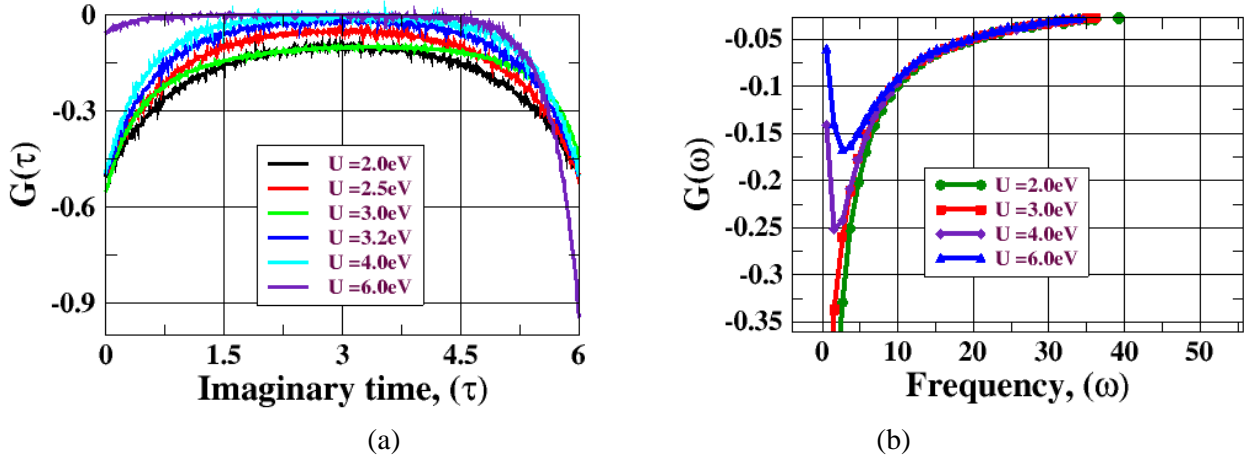 0
-0.3
-0.6
-0.9
G(τ)
U =2.0eV
U =2.5eV
U =3.0eV
U =3.2eV
U =4.0eV
U =6.0eV
0 1.5 3 4.5 6
Imaginary time, (τ)
(a)
-0.05
-0.1
-0.15
-0.2
-0.25
-0.3
-0.35
G(ω)
U =2.0eV
U =3.0eV
U =4.0eV
U =6.0eV
0 10 20 30 40 50
Frequency, (ω)
(b)